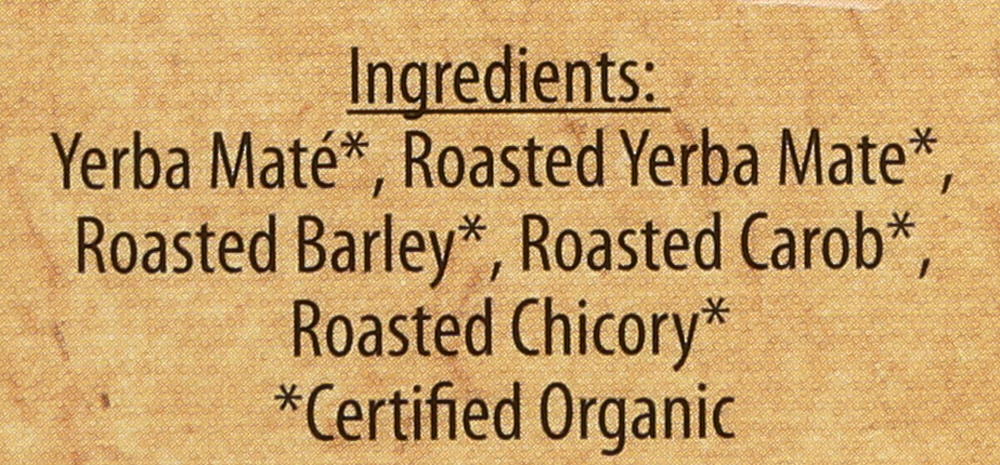 Ingredients:
Yerba Maté*, Roasted Yerba Mate*,
Roasted Barley*, Roasted Carob*,
Roasted Chicory*
*Certified Organic